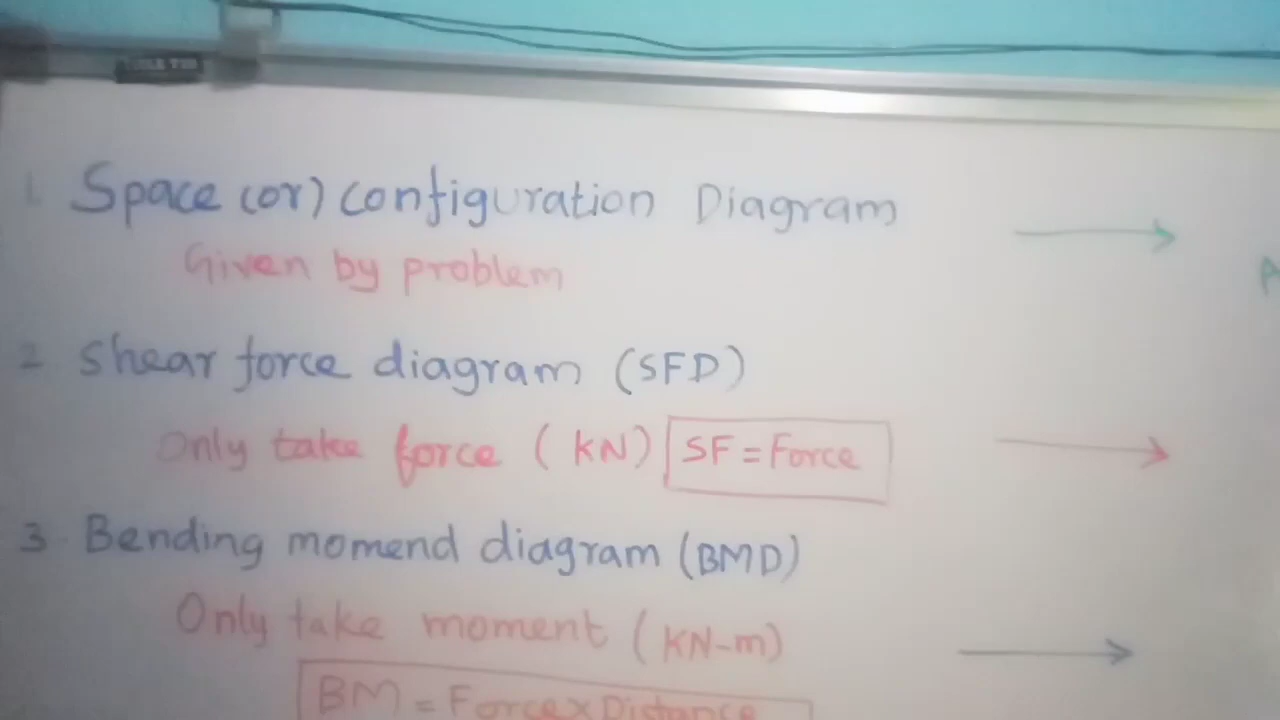 1. Space (or) configuration Diagram
Given by problem
2 Shear force diagram (SFD)
Only take force (KN) SF = Force
3. Bending momend diagram (BMD)
Only take moment (KN-m)
BM = Force x Distance